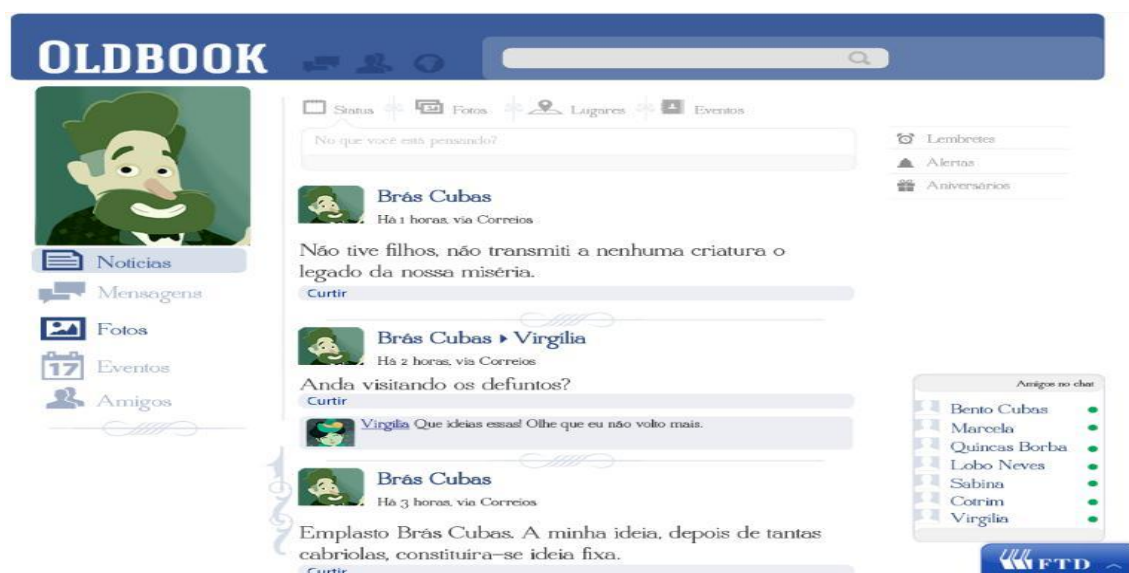 OLDBOOK
Status
Fotos
Lugares
Eventos
No que você está pensando?
Lembretes
Alertas
Aniversários
Notícias
Mensagens
Fotos
17
Eventos
Amigos
Brás Cubas
Há 1 horas, via Correios
Não tive filhos, não transmiti a nenhuma criatura o
legado da nossa miséria.
Curtir
Brás Cubas Virgília
Há 2 horas, via Correios
Anda visitando os defuntos?
Curtir
Virgília Que ideias essas! Olhe que eu não volto mais.
Brás Cubas
Há 3 horas, via Correios
Emplasto Brás Cubas. A minha ideia, depois de tantas
cabriolas, constituíra-se ideia fixa.
Curtir
Amigos no chat
Bento Cubas
Marcela
Quincas Borba
Lobo Neves
Sabina
Cotrim
Virgília
FTD